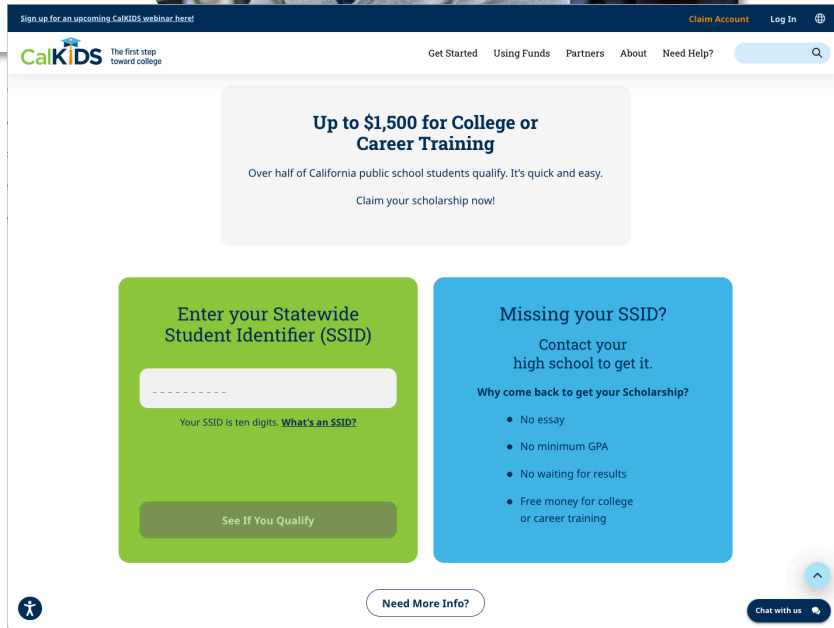 Sign up for an upcoming CalKIDS webinar here!
Claim Account
Log In
CalKIDS
The first step
toward college
Get Started
Using Funds
Partners
About
Need Help?
Up to $1,500 for College or
Career Training
Over half of California public school students qualify. It's quick and easy.
Claim your scholarship now!
Enter your Statewide
Student Identifier (SSID)
_ _ _ _ _ _ _ _ _ _
Your SSID is ten digits. What's an SSID?
See If You Qualify
Missing your SSID?
Contact your
high school to get it.
Why come back to get your Scholarship?
• No essay
• No minimum GPA
• No waiting for results
• Free money for college
or career training
Need More Info?
Chat with us